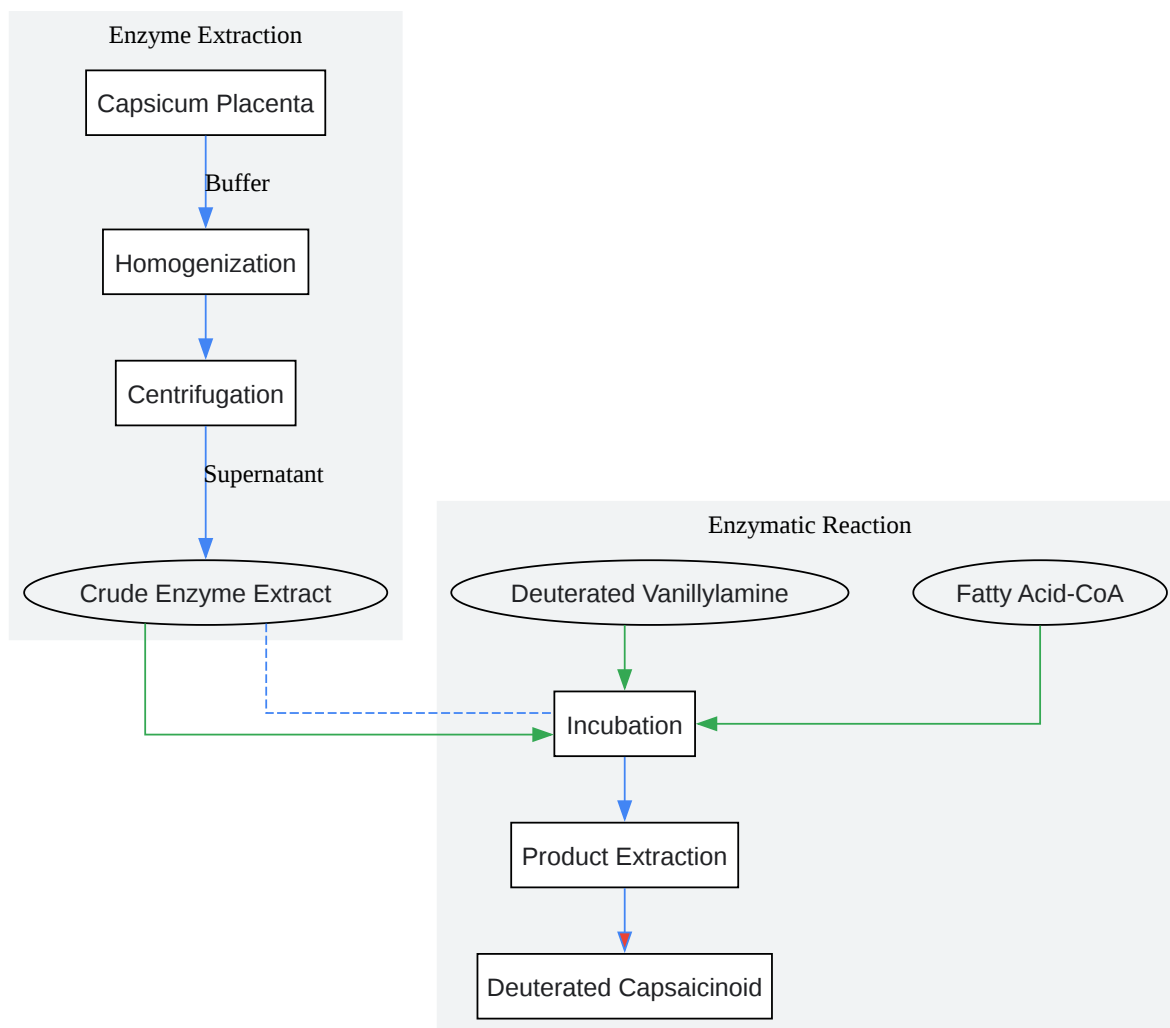 Enzyme Extraction
Capsicum Placenta
Buffer
Homogenization
Centrifugation
Supernatant
Crude Enzyme Extract
Enzymatic Reaction
Deuterated Vanillylamine
Fatty Acid-CoA
Incubation
Product Extraction
Deuterated Capsaicinoid